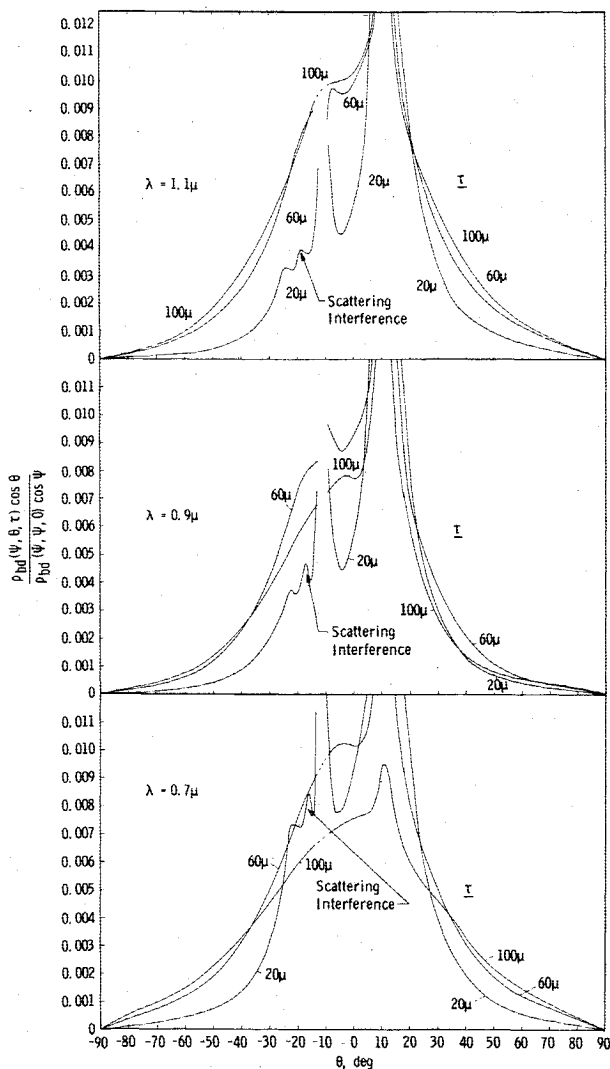 0.012
0.011
0.010
0.009
0.008
0.007
0.006
0.005
0.004
0.003
0.002
0.001
0
100μ
60μ
λ = 1.1μ
20μ
τ
60μ
100μ
60μ
20μ
20μ
100μ
Scattering
Interference
0.011
0.010
0.009
0.008
0.007
0.006
0.005
0.004
0.003
0.002
0.001
0
ρbd(ψ, θ, τ) cos θ
ρbd(ψ, ψ, 0) cos ψ
100μ
60μ
λ = 0.9μ
τ
20μ
100μ
60μ
20μ
Scattering
Interference
0.011
0.010
0.009
0.008
0.007
0.006
0.005
0.004
0.003
0.002
0.001
0
λ = 0.7μ
60μ
100μ
Scattering
Interference
τ
20μ
100μ
60μ
20μ
-90 -80 -70 -60 -50 -40 -30 -20 -10 0 10 20 30 40 50 60 70 80 90
θ, deg